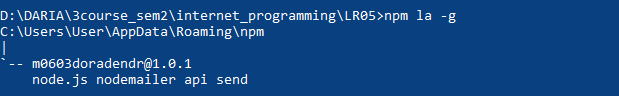 D:\DARIA\3course_sem2\internet_programming\LR05>npm la -g
C:\Users\User\AppData\Roaming\npm
|
`-- m0603doradendr@1.0.1
    node.js nodemailer api send